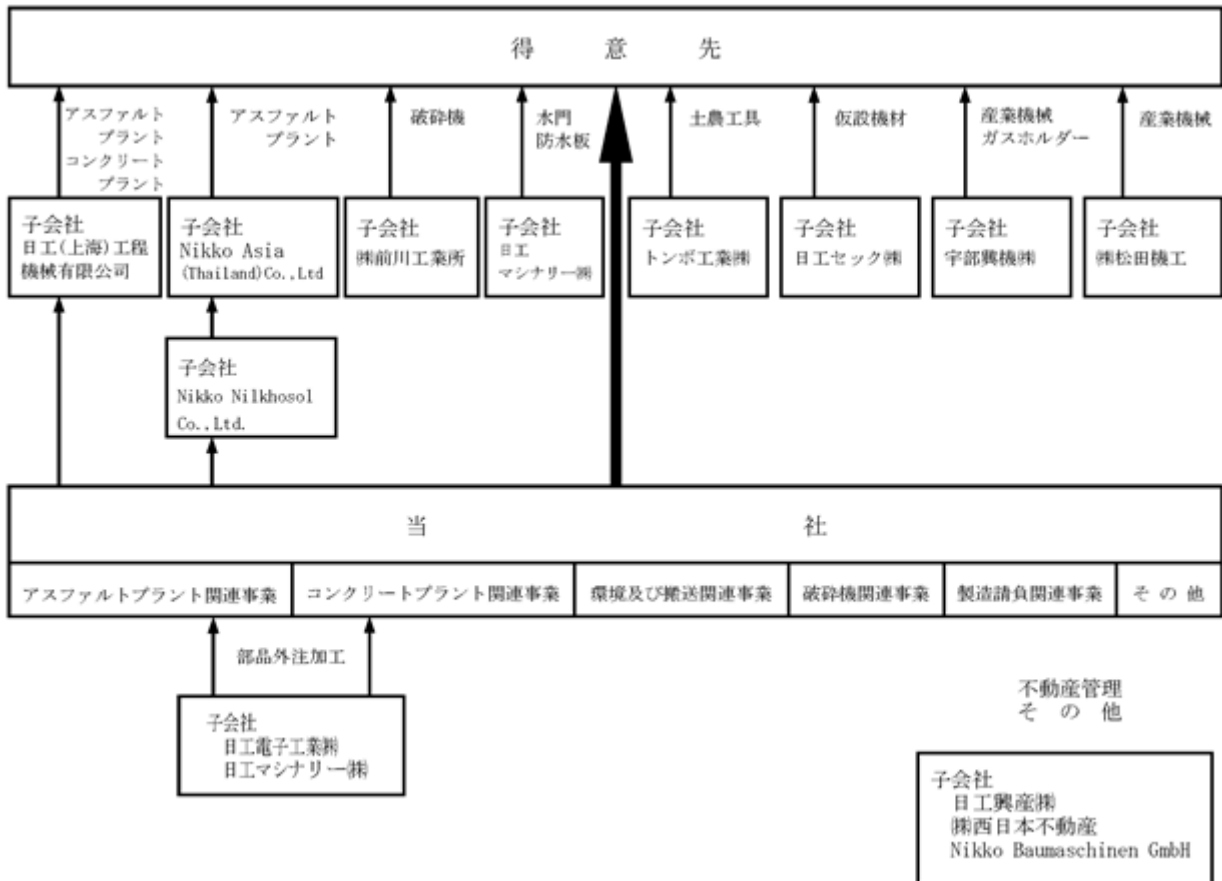 得意先
アスファルト
プラント
コンクリート
プラント
アスファルト
プラント
破砕機
水門
防水板
土農工具
仮設機材
産業機械
ガスホルダー
産業機械
子会社
日工(上海)工程
機械有限公司
子会社
Nikko Asia
(Thailand)Co.,Ltd
子会社
㈱前川工業所
子会社
日工
マシナリー㈱
子会社
トンボ工業㈱
子会社
日工セック㈱
子会社
宇部興機㈱
子会社
㈱松田機工
子会社
Nikko Nilkhosol
Co.,Ltd.
当社
アスファルトプラント関連事業
コンクリートプラント関連事業
環境及び搬送関連事業
破砕機関連事業
製造請負関連事業
その他
部品外注加工
子会社
日工電子工業㈱
日工マシナリー㈱
不動産管理
その他
子会社
日工興産㈱
㈱西日本不動産
Nikko Baumaschinen GmbH